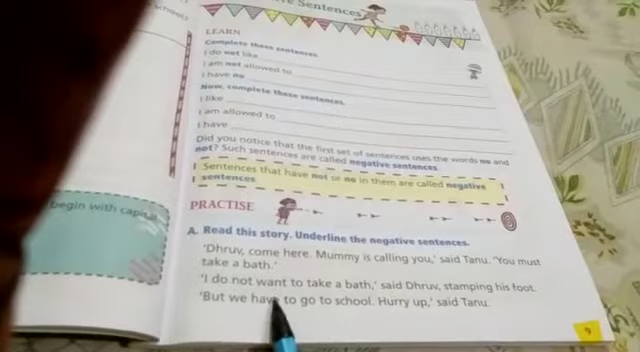 Sentences
LEARN
Complete these sentences.
I do not like
I am not allowed to
I have no
Now, complete these sentences.
I like
I am allowed to
I have
Did you notice that the first set of sentences uses the words no and
not? Such sentences are called negative sentences.
Sentences that have not or no in them are called negative
sentences.
begin with capital
PRACTISE
A. Read this story. Underline the negative sentences.
'Dhruv, come here. Mummy is calling you,' said Tanu. 'You must
take a bath.'
'I do not want to take a bath,' said Dhruv, stamping his foot.
'But we have to go to school. Hurry up,' said Tanu.
9